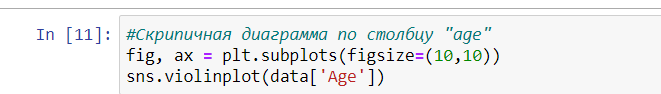 In [11]: #Скрипичная диаграмма по столбцу "age"
fig, ax = plt.subplots(figsize=(10,10))
sns.violinplot(data['Age'])